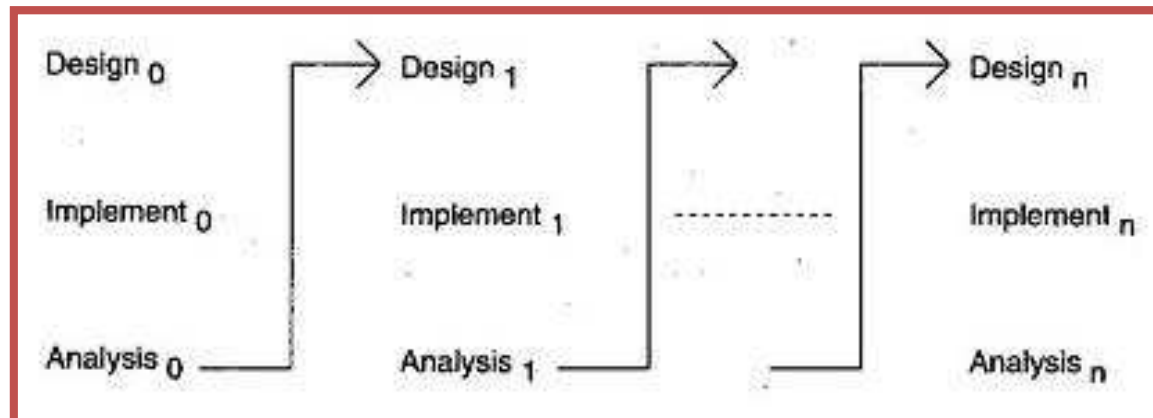 Design 0 Design 1 Design n
Implement 0 Implement 1 Implement n
Analysis 0 Analysis 1 Analysis n